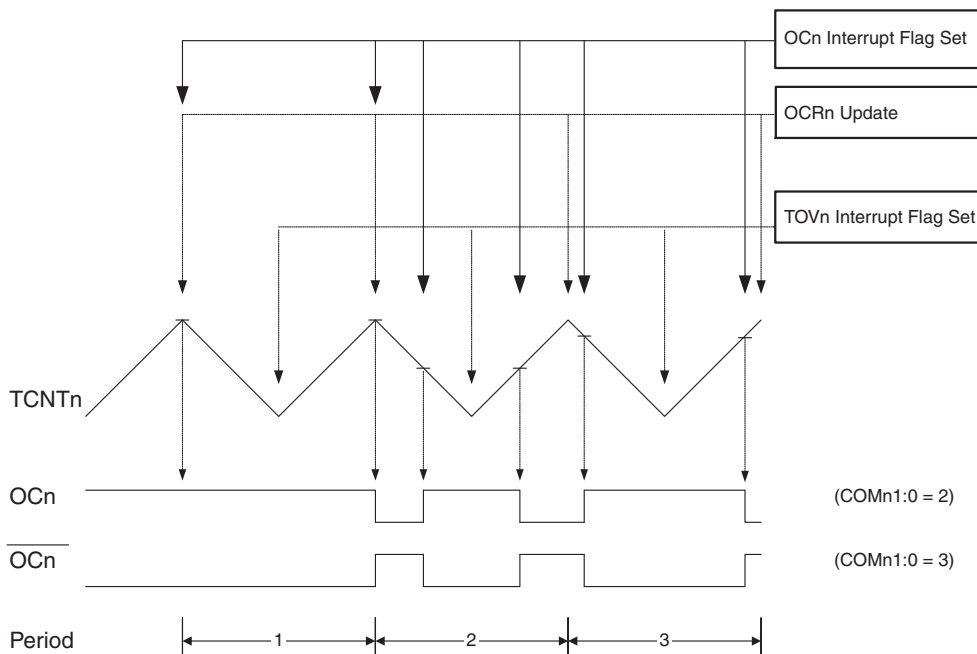 OCn Interrupt Flag Set
OCRn Update
TOVn Interrupt Flag Set
TCNTn
OCn (COMn1:0 = 2)
OCn (COMn1:0 = 3)
Period 1 2 3